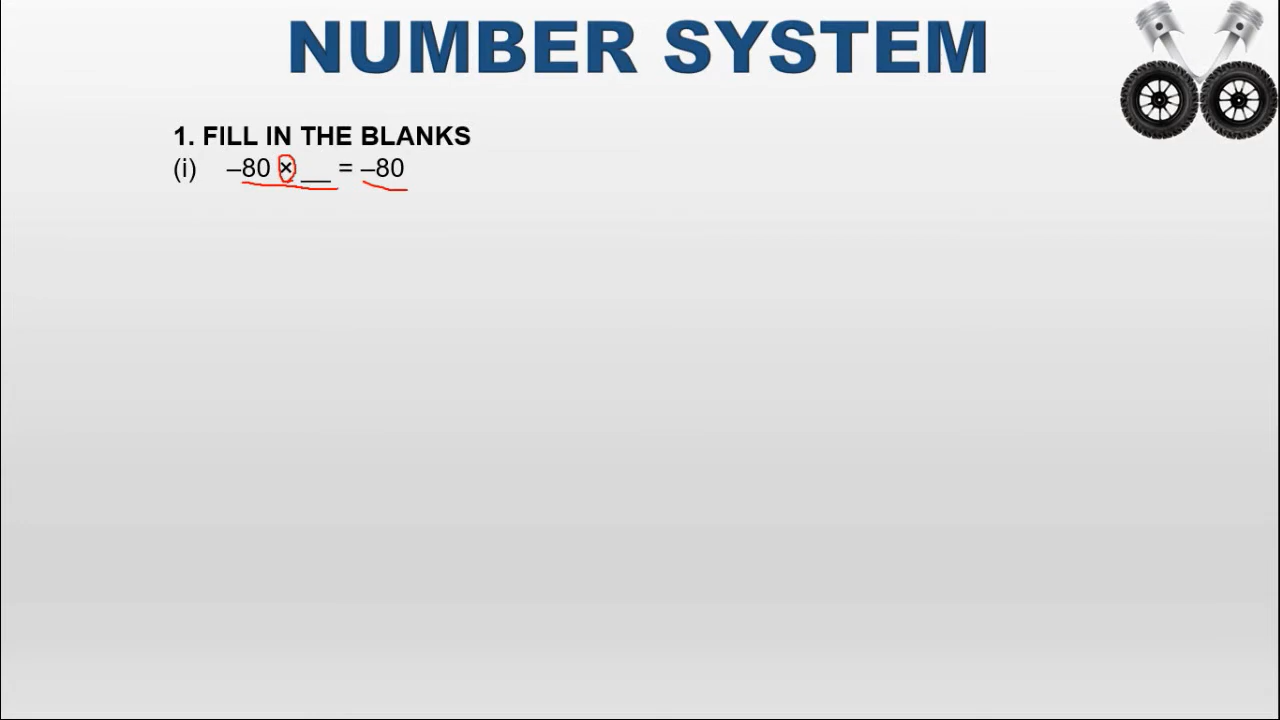 NUMBER SYSTEM
1. FILL IN THE BLANKS
(i) –80 × __ = –80